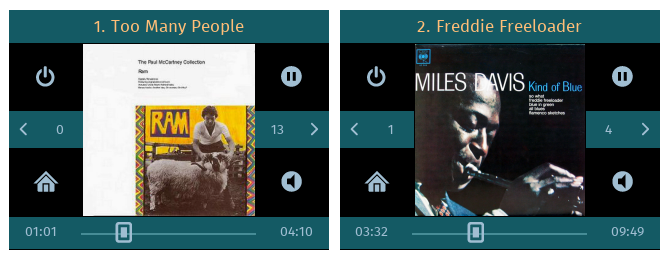 1. Too Many People
The Paul McCartney Collection
Ram
RAM
0
13
01:01
04:10
2. Freddie Freeloader
MILES DAVIS Kind of Blue
so what
freddie freeloader
blue in green
all blues
flamenco sketches
1
4
03:32
09:49